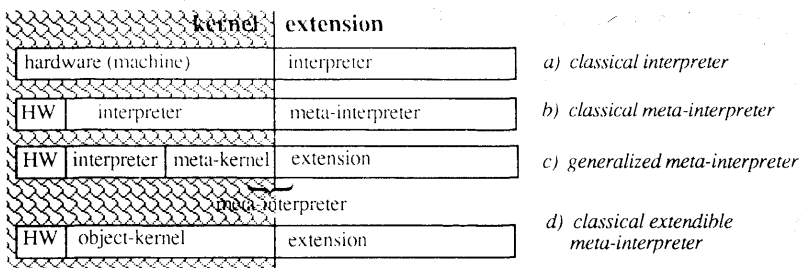 kernel extension
hardware (machine) interpreter a) classical interpreter
HW interpreter meta-interpreter b) classical meta-interpreter
HW interpreter meta-kernel extension c) generalized meta-interpreter
meta-interpreter
HW object-kernel extension d) classical extendible
meta-interpreter